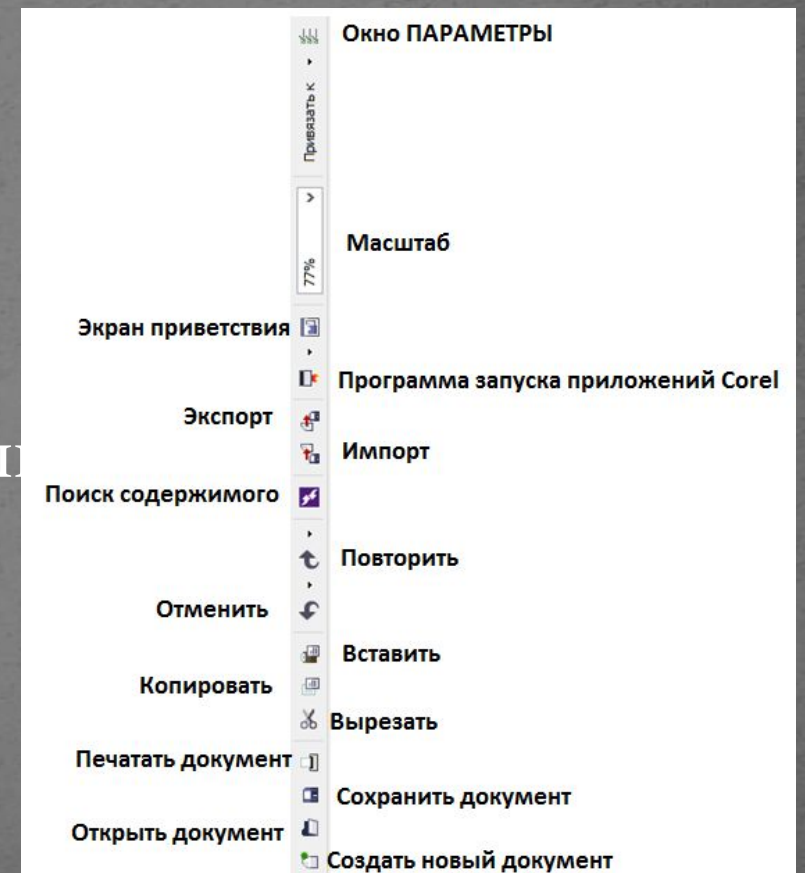 Окно ПАРАМЕТРЫ
Привязать к
Масштаб
77%
Экран приветствия
Программа запуска приложений Corel
Экспорт
Импорт
Поиск содержимого
Повторить
Отменить
Вставить
Копировать
Вырезать
Печатать документ
Сохранить документ
Открыть документ
Создать новый документ